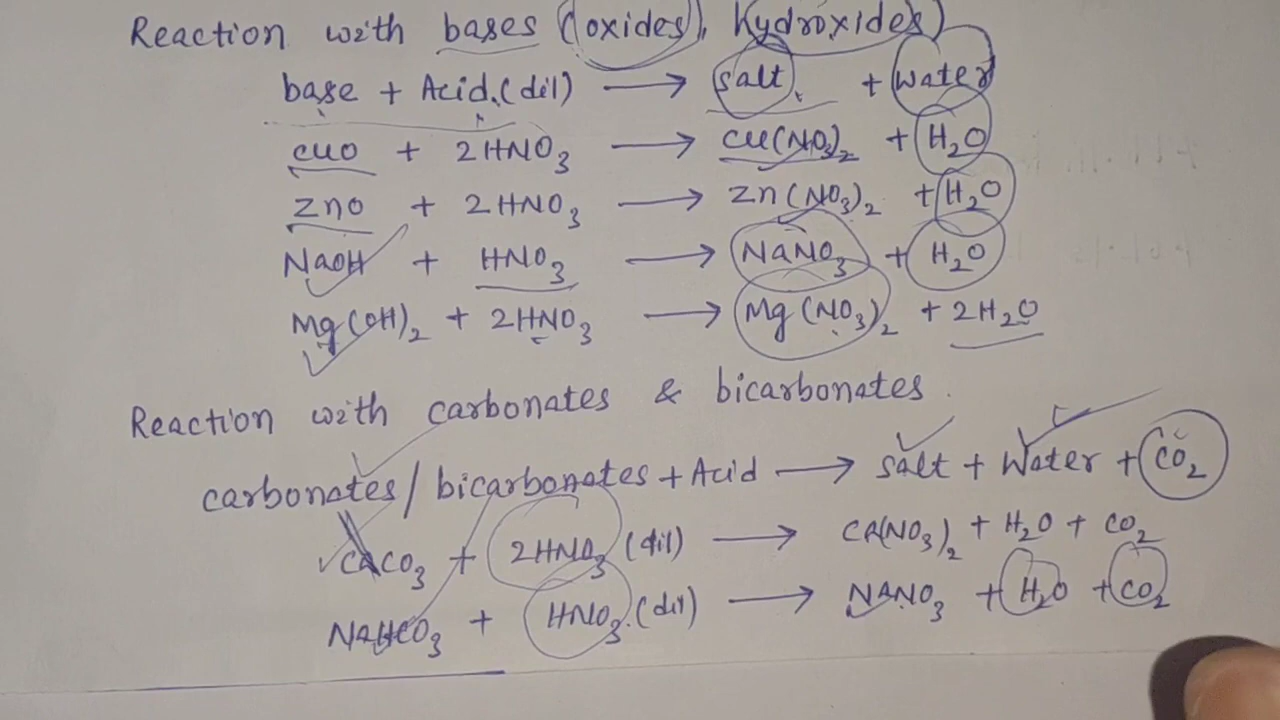 Reaction with bases (oxides), hydroxides)
base + Acid.(dil) → salt + water
CuO + 2HNO3 → Cu(NO3)2 + H2O
ZnO + 2HNO3 → Zn(NO3)2 + H2O
NaOH + HNO3 → NaNO3 + H2O
Mg(OH)2 + 2HNO3 → Mg(NO3)2 + 2H2O
Reaction with carbonates & bicarbonates.
carbonates/bicarbonates + Acid → salt + Water + CO2
CACO3 + 2HNO3 (dil) → CA(NO3)2 + H2O + CO2
NAHCO3 + HNO3.(dil) → NANO3 + H2O + CO2